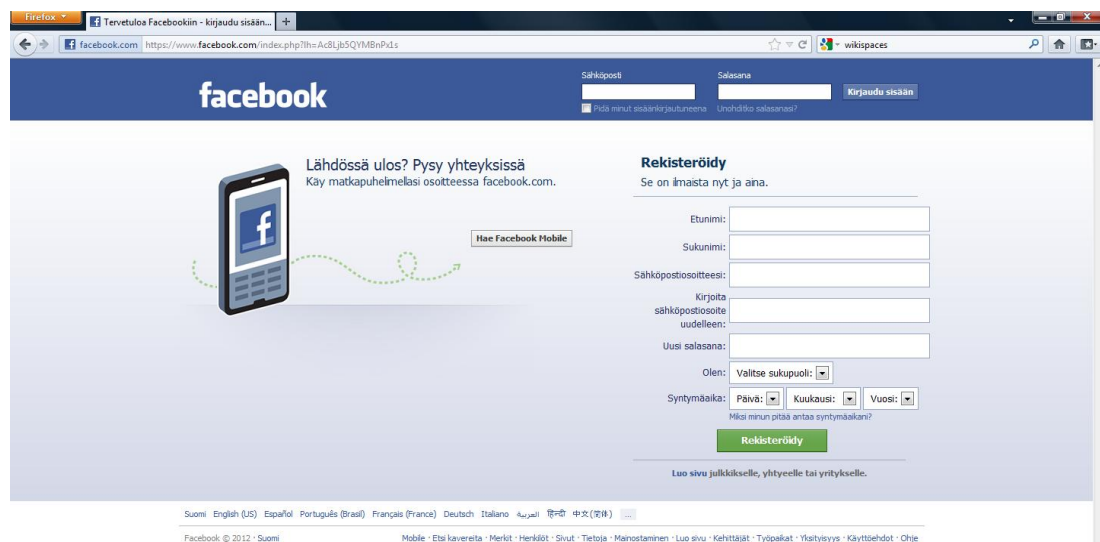 Firefox
Tervetuloa Facebookiin - kirjaudu sisään...
facebook.com https://www.facebook.com/index.php?lh=Ac8Ljb5QYMBnPx1s
wikispaces
facebook
Sähköposti
Salasana
Kirjaudu sisään
Pidä minut sisäänkirjautuneena
Unohditko salasanasi?
Lähdössä ulos? Pysy yhteyksissä
Käy matkapuhelimellasi osoitteessa facebook.com.
Hae Facebook Mobile
Rekisteröidy
Se on ilmaista nyt ja aina.
Etunimi:
Sukunimi:
Sähköpostiosoitteesi:
Kirjoita
sähköpostiosoite
uudelleen:
Uusi salasana:
Olen: Valitse sukupuoli:
Syntymäaika: Päivä: Kuukausi: Vuosi:
Miksi minun pitää antaa syntymäaikani?
Rekisteröidy
Luo sivu julkkikselle, yhtyeelle tai yritykselle.
Suomi English (US) Español Português (Brasil) Français (France) Deutsch Italiano العربية हिन्दी 中文(简体) ...
Facebook © 2012 · Suomi
Mobile · Etsi kavereita · Merkit · Henkilöt · Sivut · Tietoja · Mainostaminen · Luo sivu · Kehittäjät · Työpaikat · Yksityisyys · Käyttöehdot · Ohje